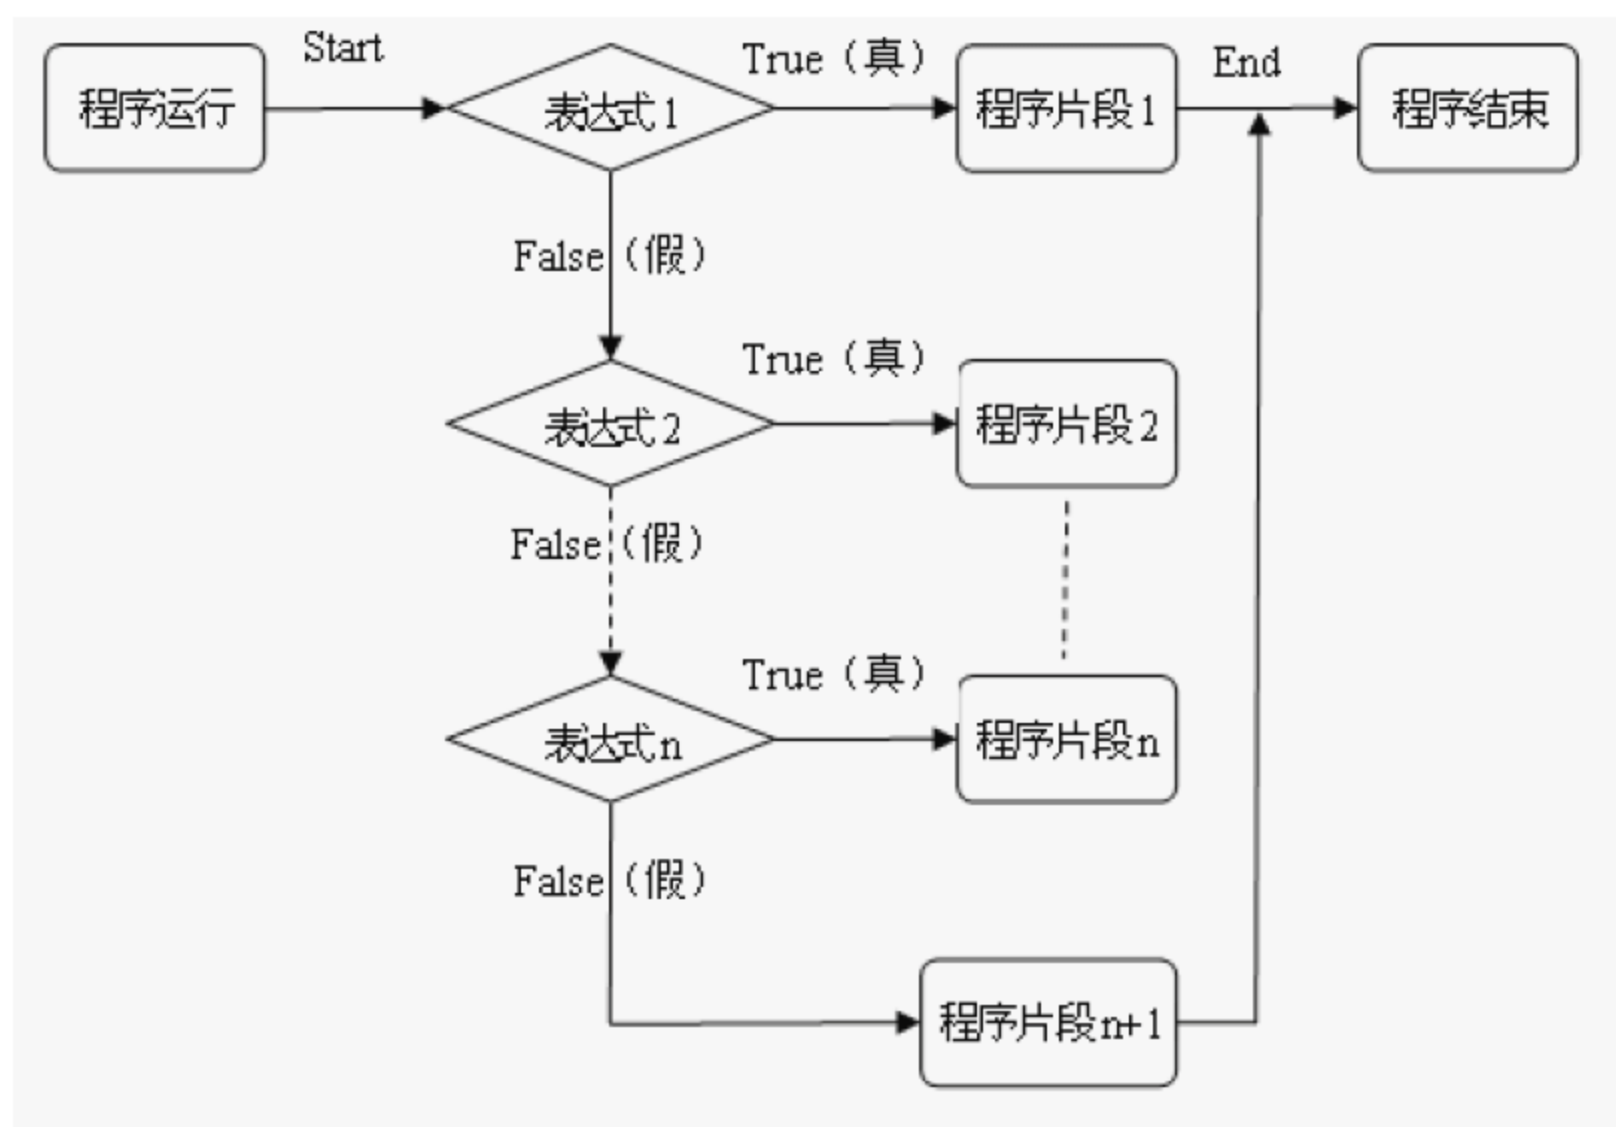 程序运行
Start
表达式1
True（真）
程序片段1
End
程序结束
False（假）
表达式2
True（真）
程序片段2
False（假）
表达式n
True（真）
程序片段n
False（假）
程序片段n+1